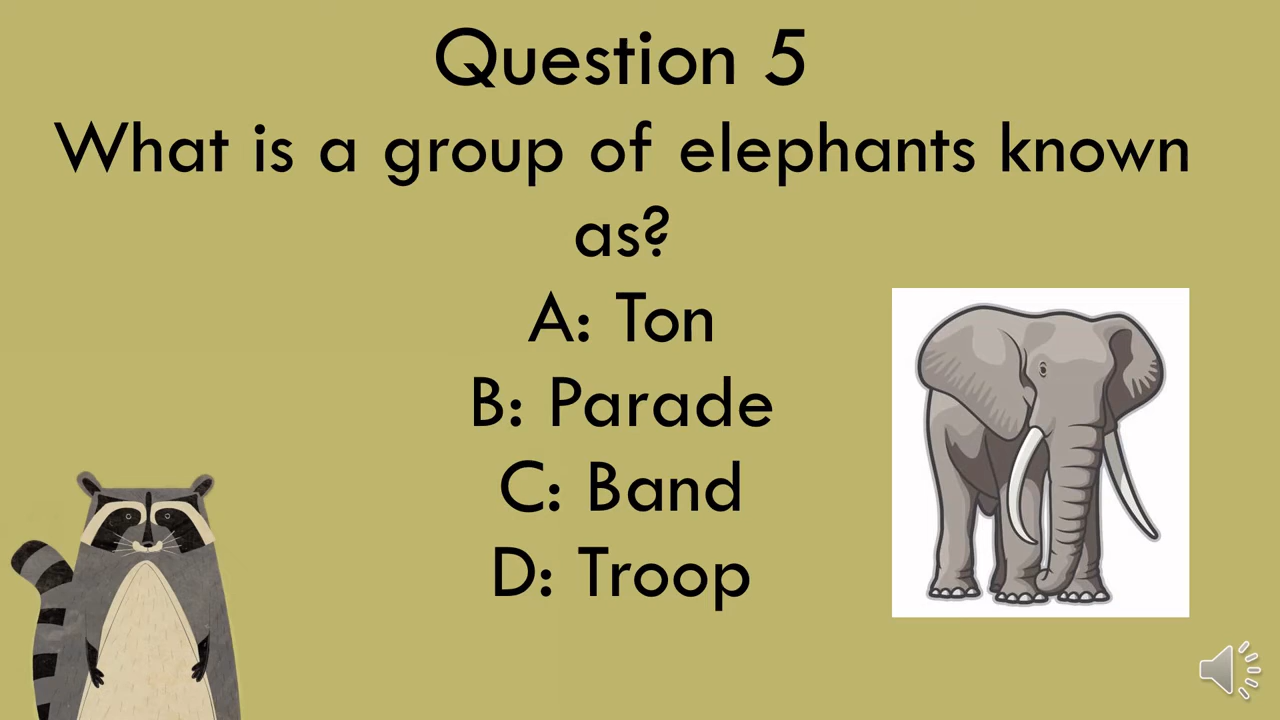 Question 5
What is a group of elephants known
as?
A: Ton
B: Parade
C: Band
D: Troop